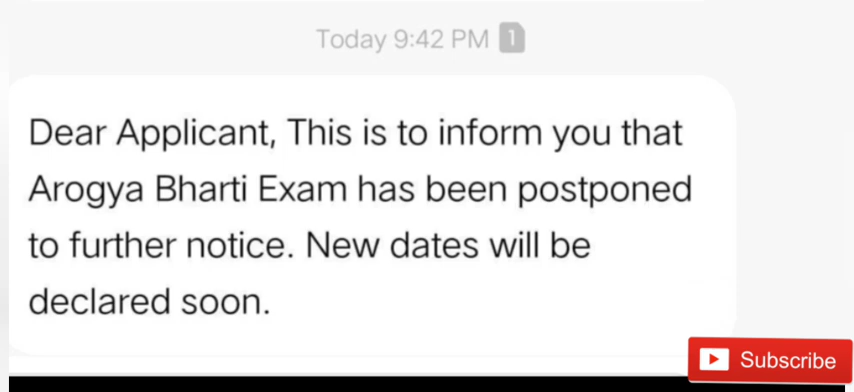 Today 9:42 PM 1
Dear Applicant, This is to inform you that
Arogya Bharti Exam has been postponed
to further notice. New dates will be
declared soon.
Subscribe